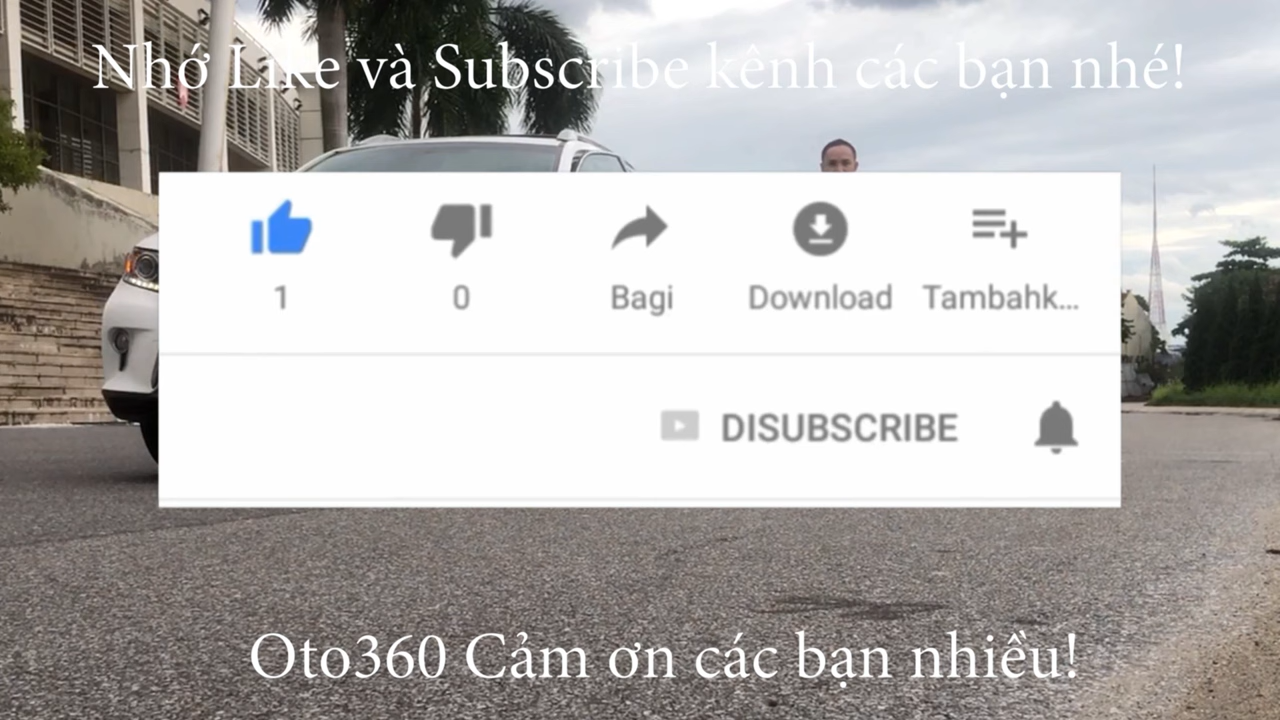 Nhớ Like và Subscribe kênh các bạn nhé!
1
0
Bagi
Download
Tambahk...
DISUBSCRIBE
Oto360 Cảm ơn các bạn nhiều!